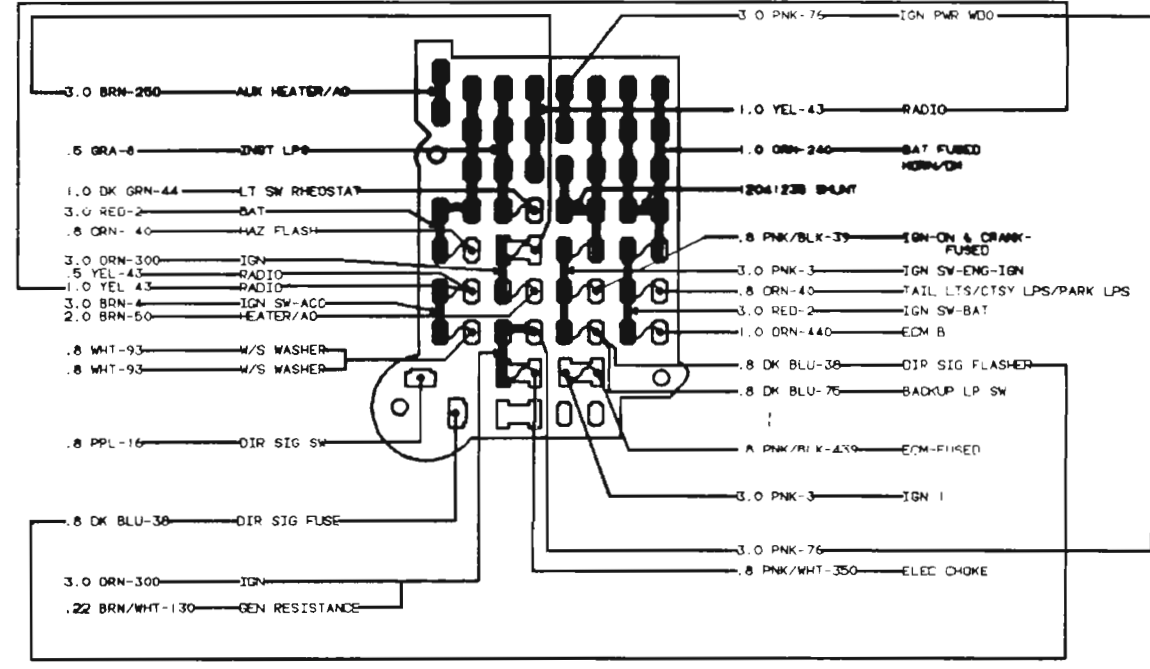 3.0 PNK-76 IGN PWR WDO
3.0 BRN-250 AUX HEATER/AC
1.0 YEL-43 RADIO
.5 GRA-8 INST LPS
1.0 ORN-240 BAT FUSED
HORN/DM
1.0 DK GRN-44 LT SW RHEOSTAT
12041238 SHUNT
3.0 RED-2 BAT
.8 ORN-40 HAZ FLASH
.8 PNK/BLK-39 IGN-ON & CRANK-
FUSED
3.0 ORN-300 IGN
.5 YEL-43 RADIO
3.0 PNK-3 IGN SW-ENG-IGN
1.0 YEL 43 RADIO
.8 ORN-40 TAIL LTS/CTSY LPS/PARK LPS
3.0 BRN-4 IGN SW-ACC
3.0 RED-2 IGN SW-BAT
2.0 BRN-50 HEATER/AC
1.0 ORN-440 ECM B
.8 WHT-93 W/S WASHER
.8 WHT-93 W/S WASHER
.8 DK BLU-38 DIR SIG FLASHER
.8 DK BLU-75 BACKUP LP SW
.8 PPL-16 DIR SIG SW
.8 PNK/BLK-439 ECM-FUSED
3.0 PNK-3 IGN 1
.8 DK BLU-38 DIR SIG FUSE
3.0 PNK-76
.8 PNK/WHT-350 ELEC CHOKE
3.0 ORN-300 IGN
.22 BRN/WHT-130 GEN RESISTANCE